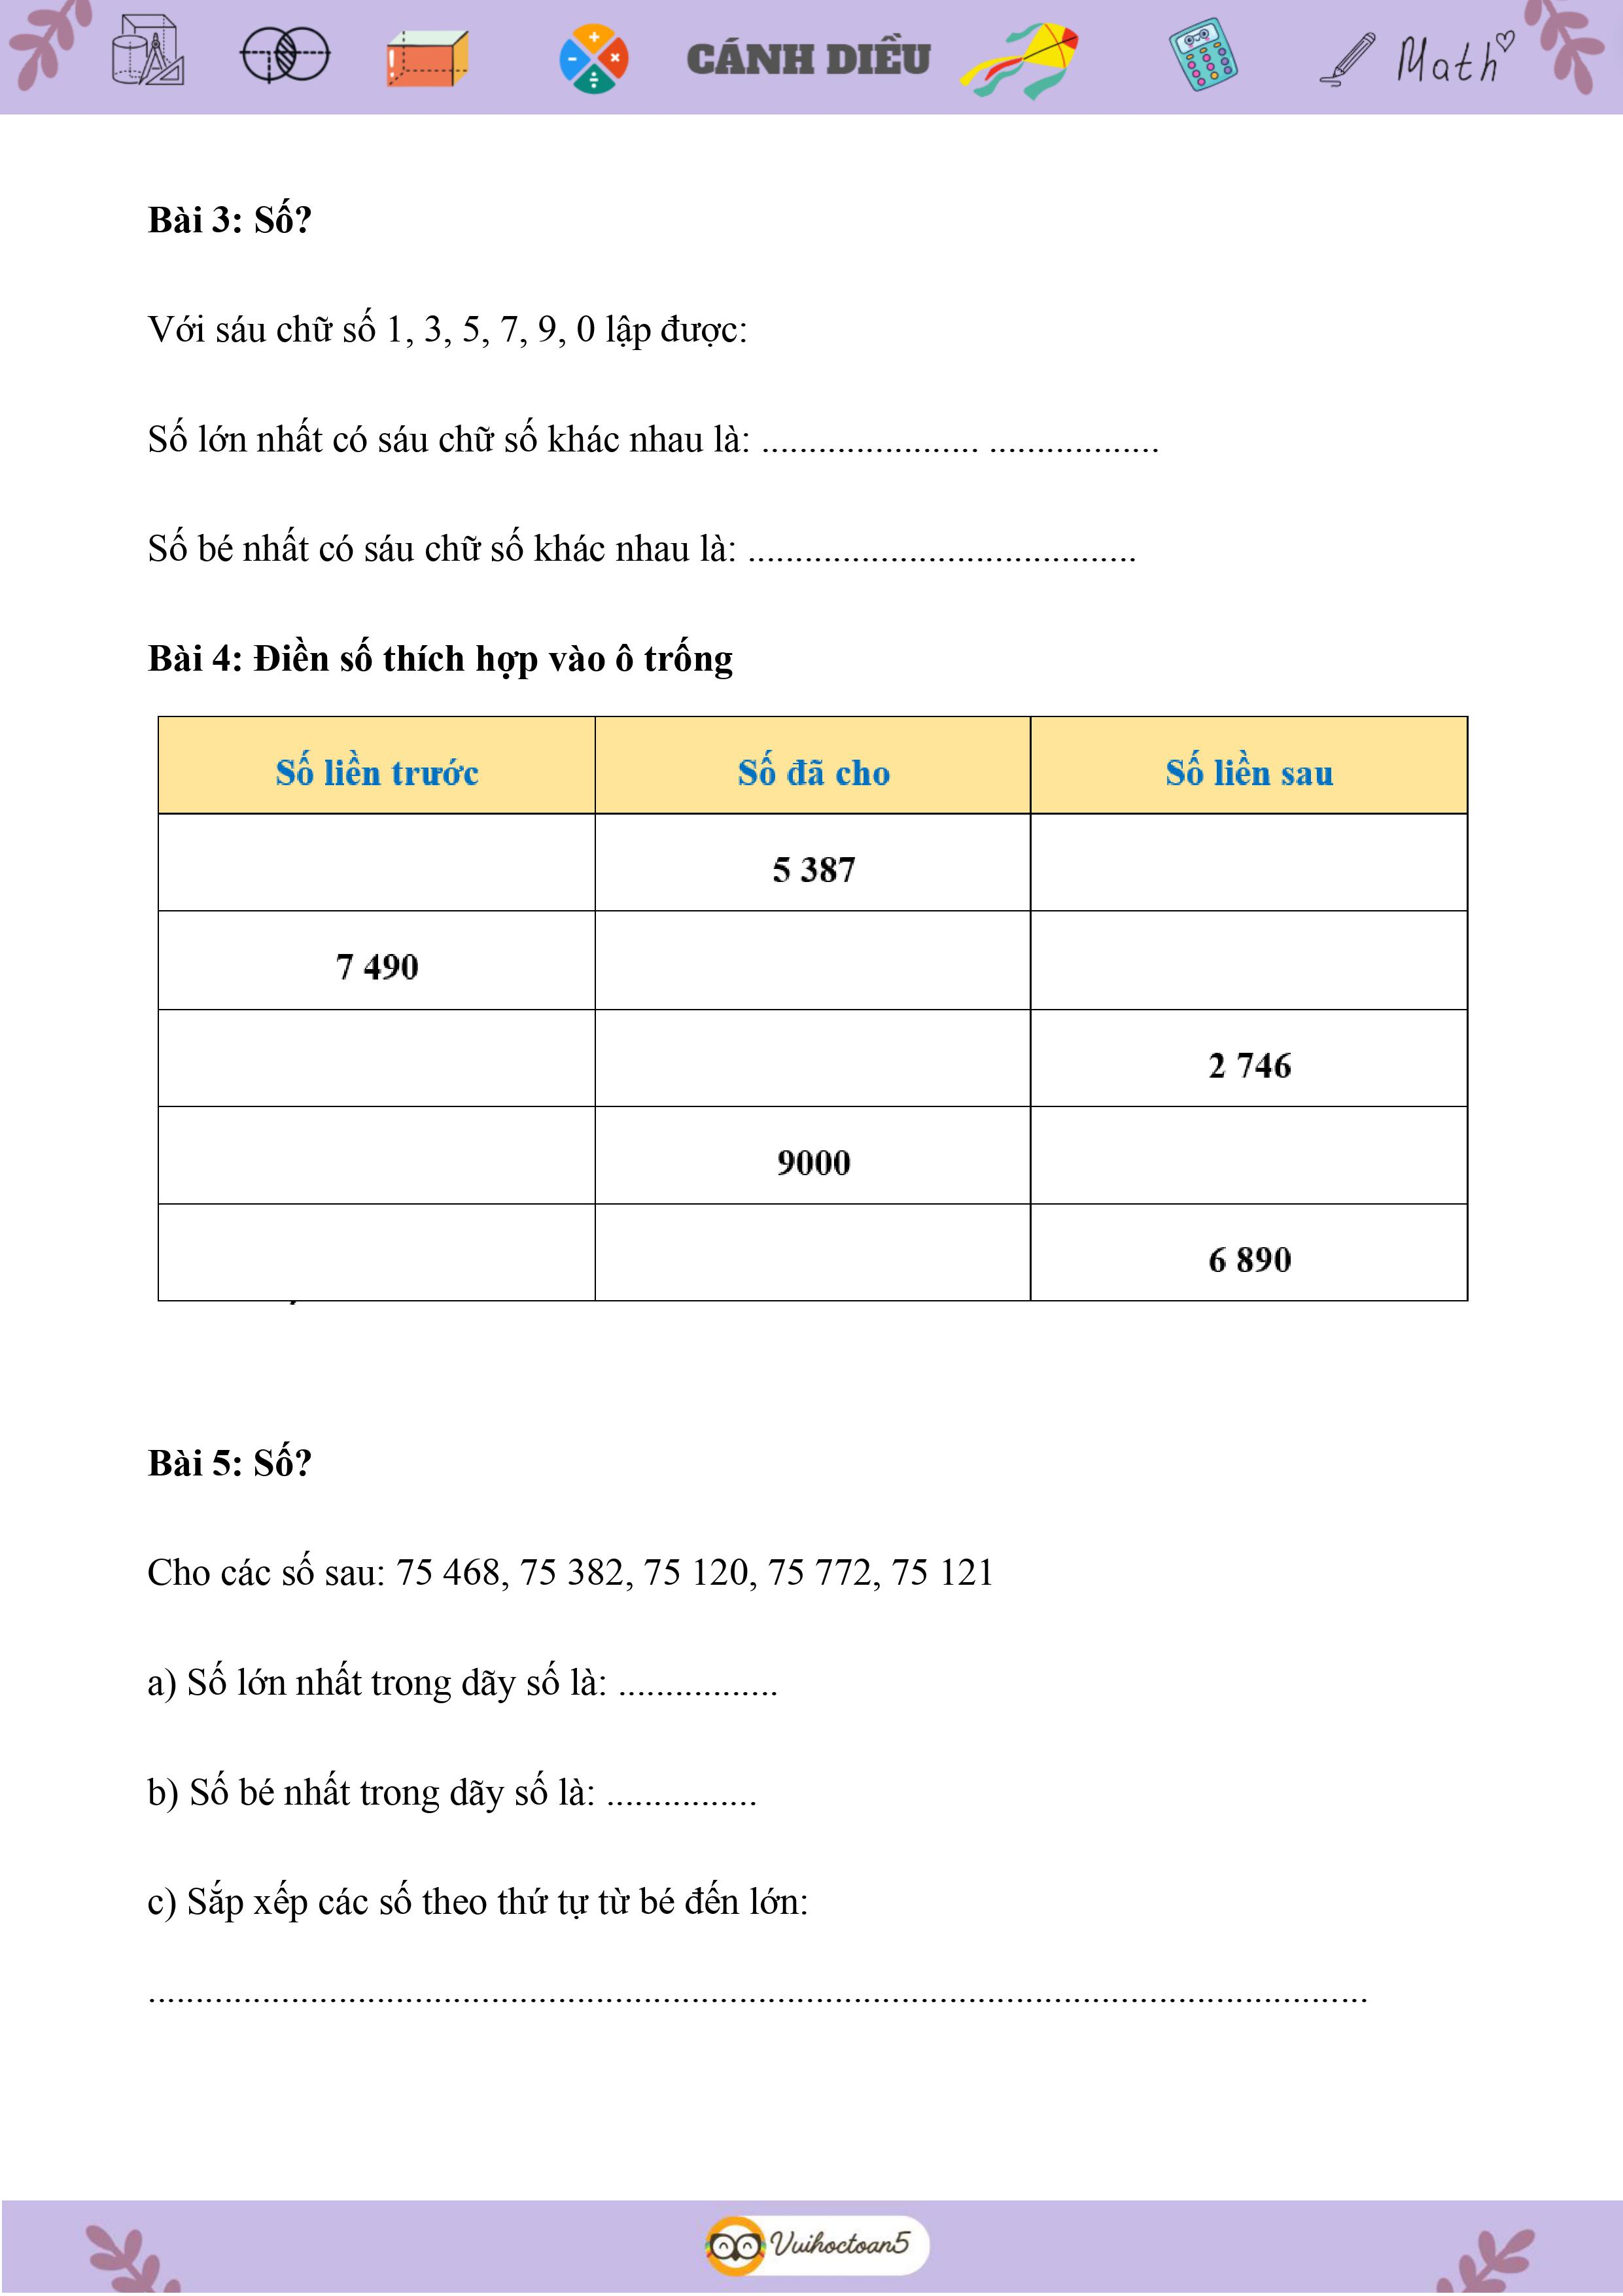 CÁNH DIỀU
Math
Bài 3: Số?
Với sáu chữ số 1, 3, 5, 7, 9, 0 lập được:
Số lớn nhất có sáu chữ số khác nhau là: ....................... ..................
Số bé nhất có sáu chữ số khác nhau là: .........................................
Bài 4: Điền số thích hợp vào ô trống
Số liền trước Số đã cho Số liền sau
5 387
7 490
2 746
9000
6 890
Bài 5: Số?
Cho các số sau: 75 468, 75 382, 75 120, 75 772, 75 121
a) Số lớn nhất trong dãy số là: .................
b) Số bé nhất trong dãy số là: ................
c) Sắp xếp các số theo thứ tự từ bé đến lớn:
.................................................................................................................................
Vuihoctoan5